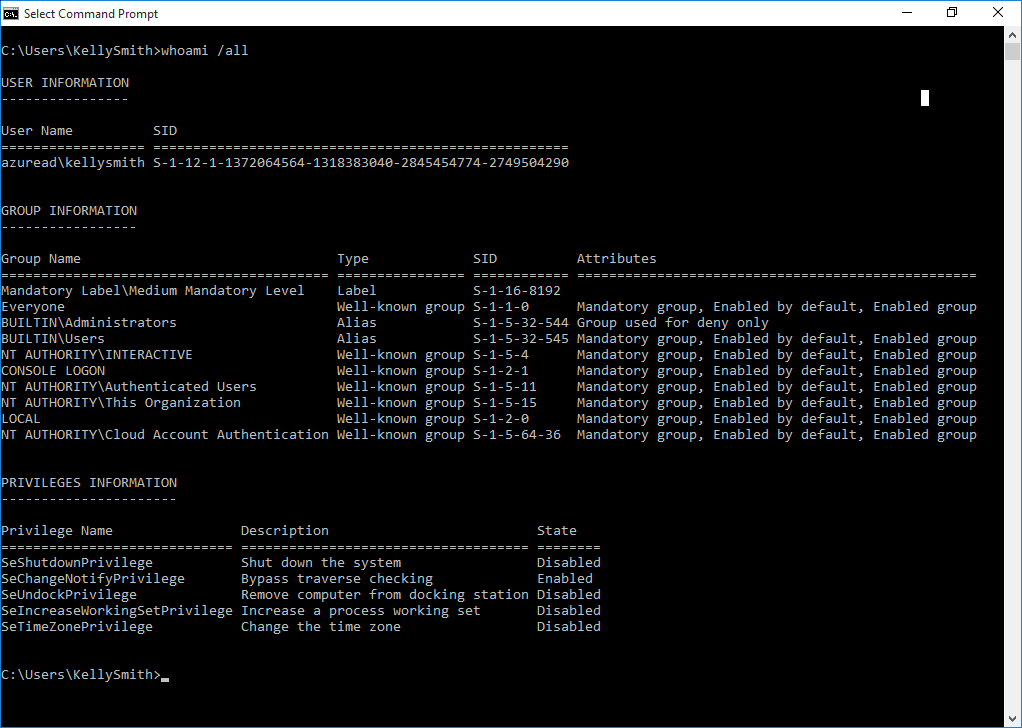 Select Command Prompt
C:\Users\KellySmith>whoami /all
USER INFORMATION
----------------
User Name          SID
================== ====================================================
azuread\kellysmith S-1-12-1-1372064564-1318383040-2845454774-2749504290
GROUP INFORMATION
-----------------
Group Name                                Type             SID          Attributes
========================================= ================ ============ ==================================================
Mandatory Label\Medium Mandatory Level    Label            S-1-16-8192
Everyone                                  Well-known group S-1-1-0      Mandatory group, Enabled by default, Enabled group
BUILTIN\Administrators                    Alias            S-1-5-32-544 Group used for deny only
BUILTIN\Users                             Alias            S-1-5-32-545 Mandatory group, Enabled by default, Enabled group
NT AUTHORITY\INTERACTIVE                  Well-known group S-1-5-4      Mandatory group, Enabled by default, Enabled group
CONSOLE LOGON                             Well-known group S-1-2-1      Mandatory group, Enabled by default, Enabled group
NT AUTHORITY\Authenticated Users          Well-known group S-1-5-11     Mandatory group, Enabled by default, Enabled group
NT AUTHORITY\This Organization            Well-known group S-1-5-15     Mandatory group, Enabled by default, Enabled group
LOCAL                                     Well-known group S-1-2-0      Mandatory group, Enabled by default, Enabled group
NT AUTHORITY\Cloud Account Authentication Well-known group S-1-5-64-36  Mandatory group, Enabled by default, Enabled group
PRIVILEGES INFORMATION
----------------------
Privilege Name                Description                          State
============================= ==================================== ========
SeShutdownPrivilege           Shut down the system                 Disabled
SeChangeNotifyPrivilege       Bypass traverse checking             Enabled
SeUndockPrivilege             Remove computer from docking station Disabled
SeIncreaseWorkingSetPrivilege Increase a process working set       Disabled
SeTimeZonePrivilege           Change the time zone                 Disabled
C:\Users\KellySmith>